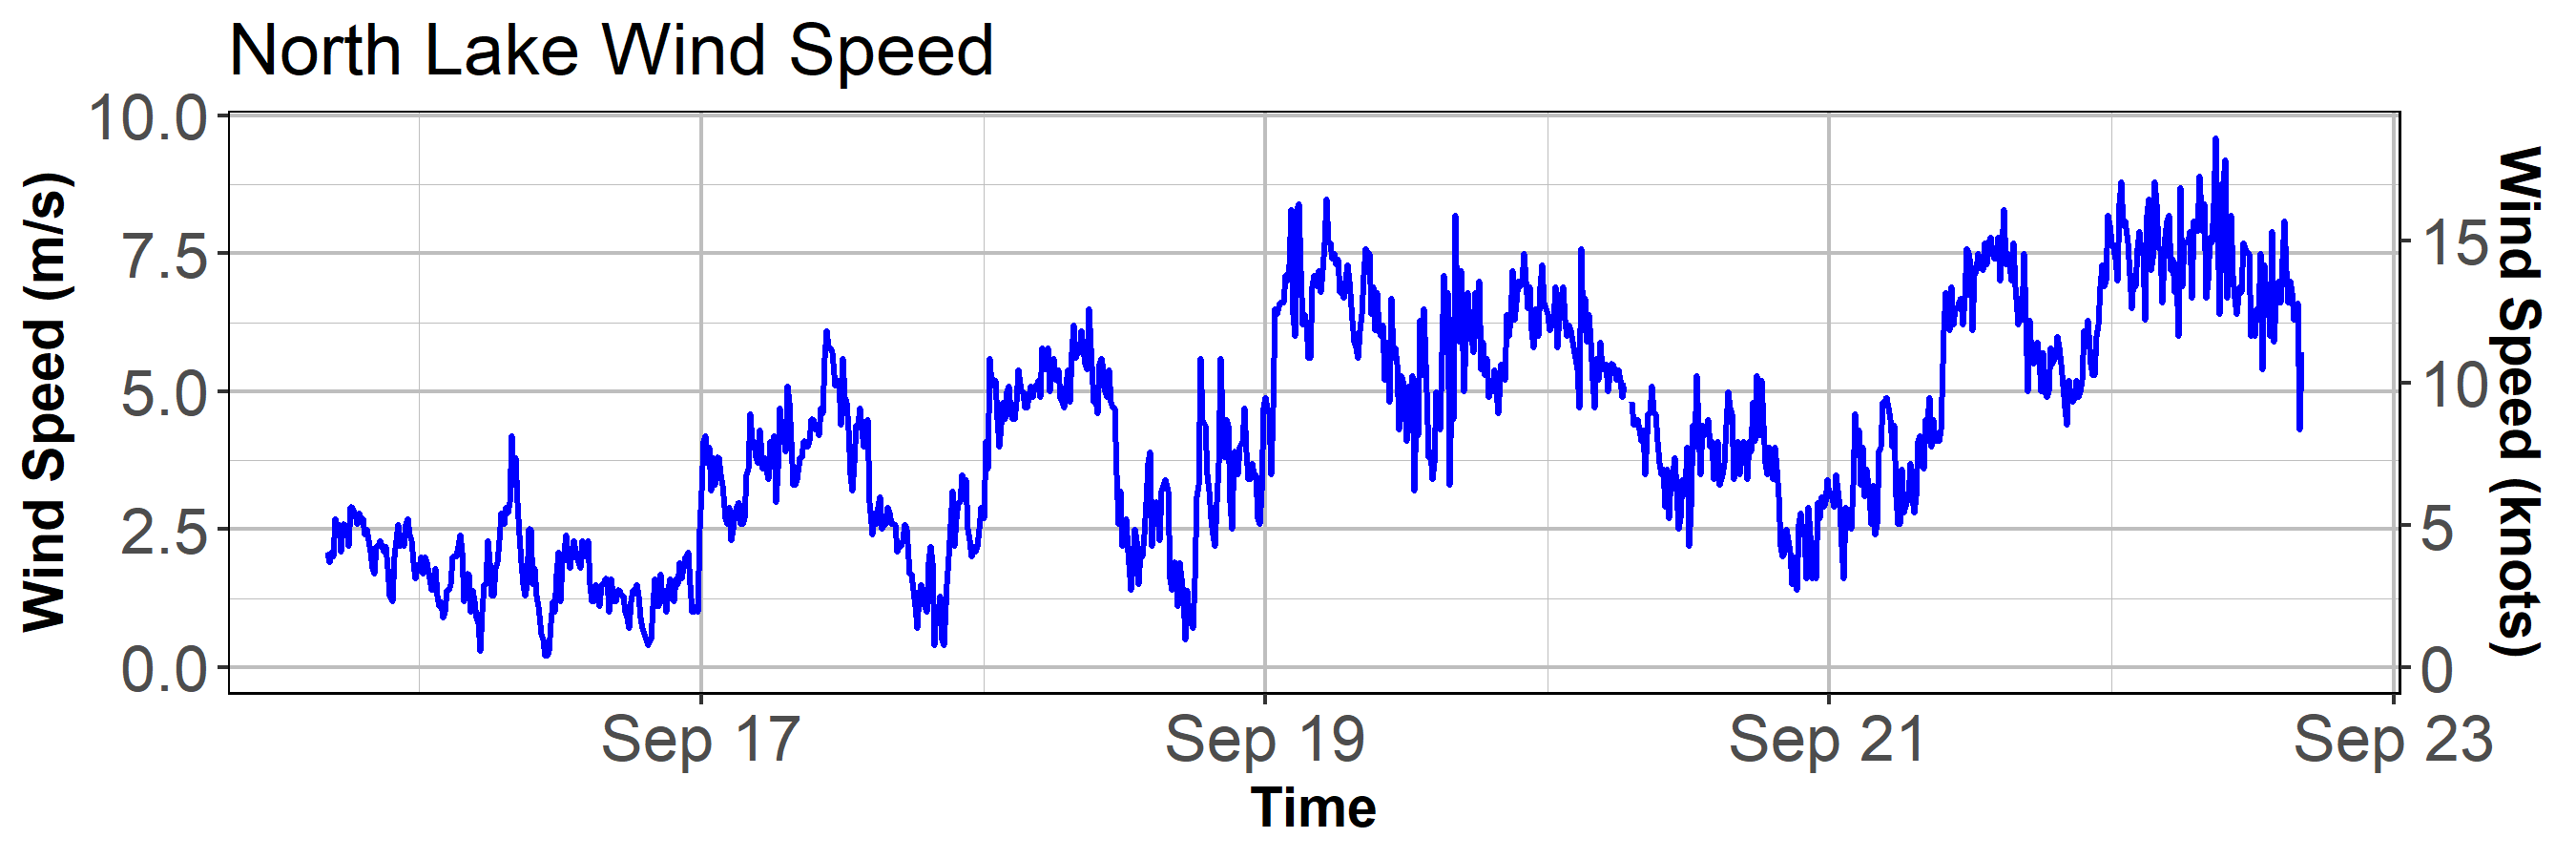 North Lake Wind Speed
10.0
7.5
5.0
2.5
0.0
Wind Speed (m/s)
15
10
5
0
Wind Speed (knots)
Sep 17
Sep 19
Sep 21
Sep 23
Time